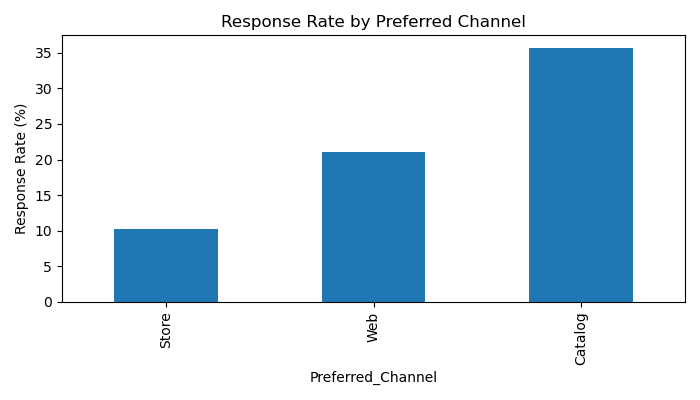 Response Rate by Preferred Channel
Response Rate (%)
35
30
25
20
15
10
5
0
Store
Web
Catalog
Preferred_Channel